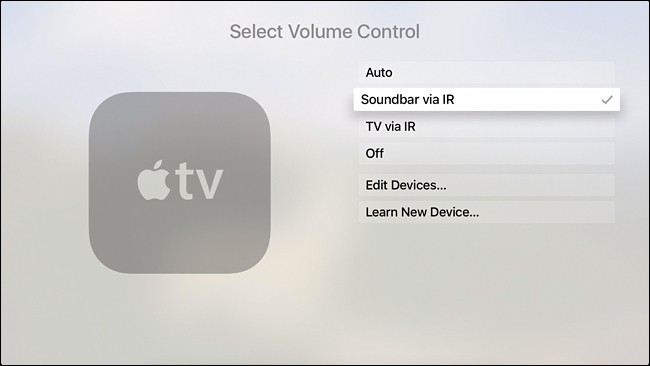 Select Volume Control
Auto
Soundbar via IR
TV via IR
Off
Edit Devices...
Learn New Device...
tv